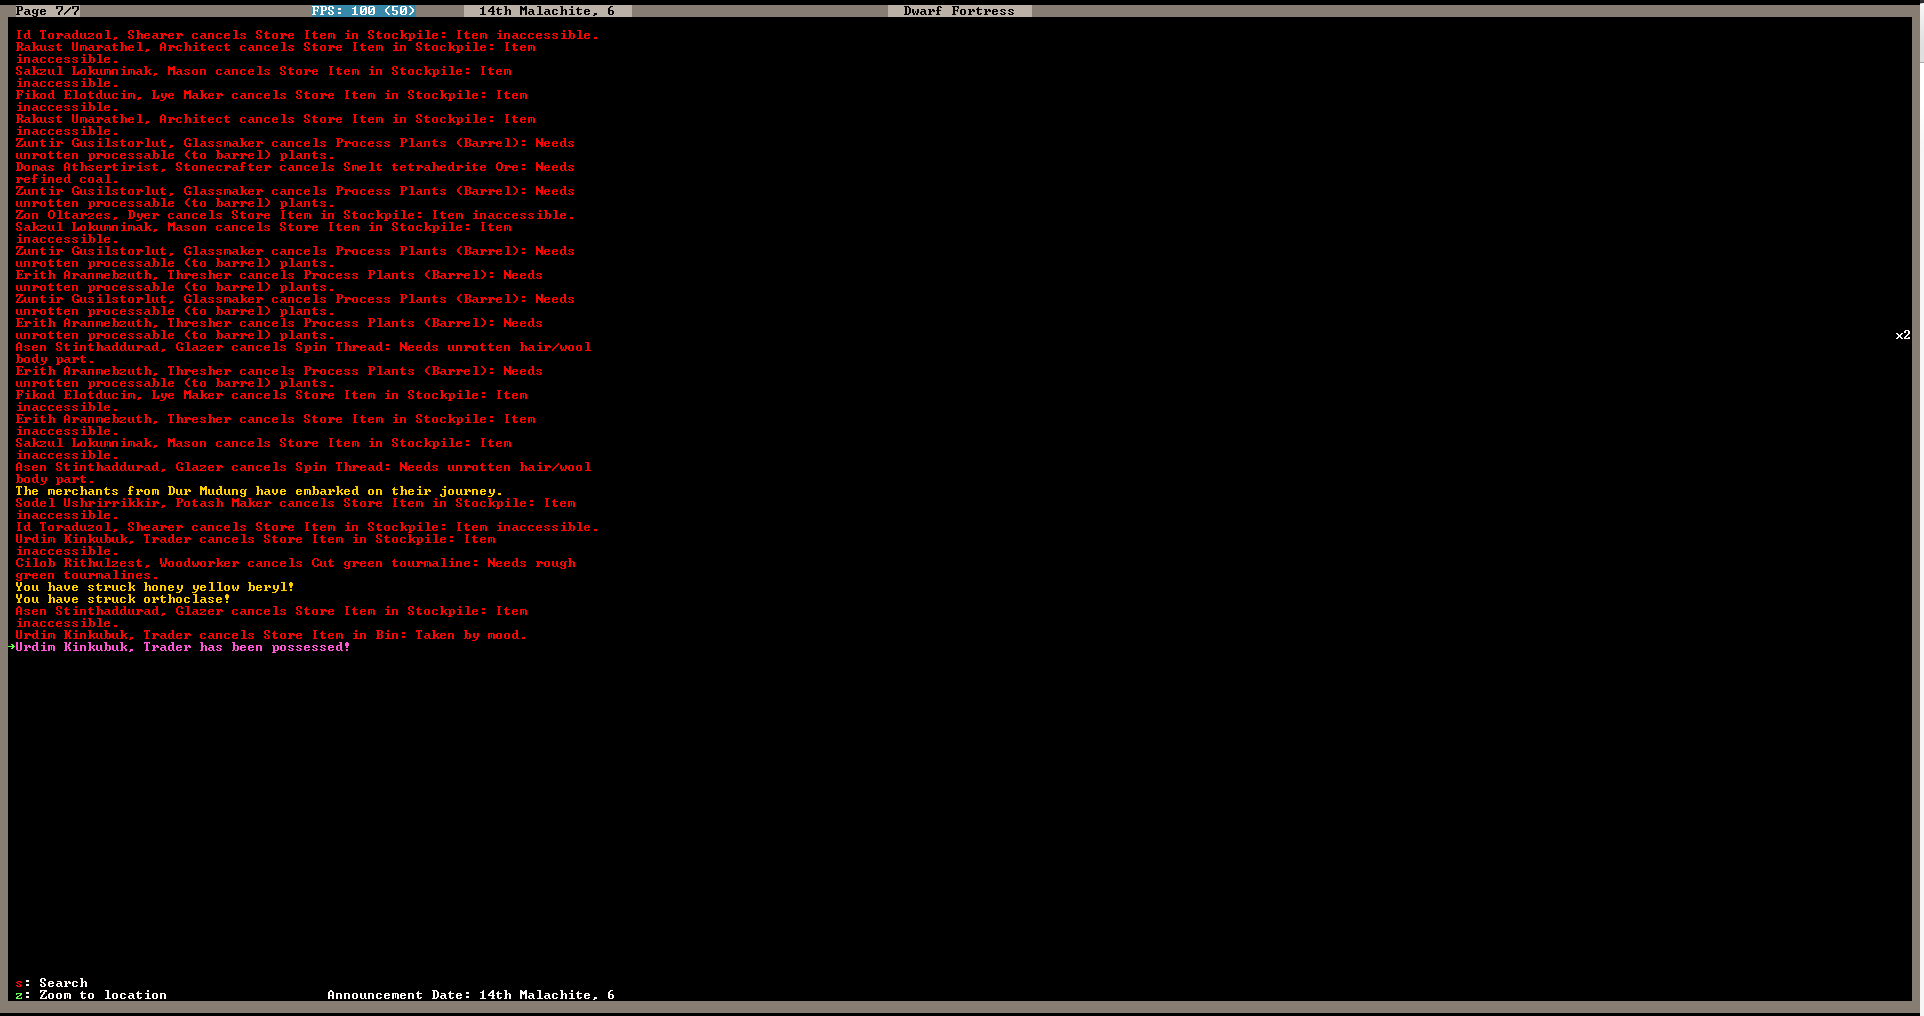 Page 7/7 FPS: 100 (50) 14th Malachite, 6 Dwarf Fortress
Id Toraduzol, Shearer cancels Store Item in Stockpile: Item inaccessible.
Rakust Umarathel, Architect cancels Store Item in Stockpile: Item
inaccessible.
Sakzul Lokumnimak, Mason cancels Store Item in Stockpile: Item
inaccessible.
Fikod Elotducim, Lye Maker cancels Store Item in Stockpile: Item
inaccessible.
Rakust Umarathel, Architect cancels Store Item in Stockpile: Item
inaccessible.
Zuntir Gusilstorlut, Glassmaker cancels Process Plants (Barrel): Needs
unrotten processable (to barrel) plants.
Domas Athsertirist, Stonecrafter cancels Smelt tetrahedrite Ore: Needs
refined coal.
Zuntir Gusilstorlut, Glassmaker cancels Process Plants (Barrel): Needs
unrotten processable (to barrel) plants.
Zon Oltarzes, Dyer cancels Store Item in Stockpile: Item inaccessible.
Sakzul Lokumnimak, Mason cancels Store Item in Stockpile: Item
inaccessible.
Zuntir Gusilstorlut, Glassmaker cancels Process Plants (Barrel): Needs
unrotten processable (to barrel) plants.
Erith Aranmebzuth, Thresher cancels Process Plants (Barrel): Needs
unrotten processable (to barrel) plants.
Zuntir Gusilstorlut, Glassmaker cancels Process Plants (Barrel): Needs
unrotten processable (to barrel) plants.
Erith Aranmebzuth, Thresher cancels Process Plants (Barrel): Needs
unrotten processable (to barrel) plants. x2
Asen Stinthaddurad, Glazer cancels Spin Thread: Needs unrotten hair/wool
body part.
Erith Aranmebzuth, Thresher cancels Process Plants (Barrel): Needs
unrotten processable (to barrel) plants.
Fikod Elotducim, Lye Maker cancels Store Item in Stockpile: Item
inaccessible.
Erith Aranmebzuth, Thresher cancels Store Item in Stockpile: Item
inaccessible.
Sakzul Lokumnimak, Mason cancels Store Item in Stockpile: Item
inaccessible.
Asen Stinthaddurad, Glazer cancels Spin Thread: Needs unrotten hair/wool
body part.
The merchants from Dur Mudung have embarked on their journey.
Sodel Ushrirrikkir, Potash Maker cancels Store Item in Stockpile: Item
inaccessible.
Id Toraduzol, Shearer cancels Store Item in Stockpile: Item inaccessible.
Urdim Kinkubuk, Trader cancels Store Item in Stockpile: Item
inaccessible.
Cilob Rithulzest, Woodworker cancels Cut green tourmaline: Needs rough
green tourmalines.
You have struck honey yellow beryl!
You have struck orthoclase!
Asen Stinthaddurad, Glazer cancels Store Item in Stockpile: Item
inaccessible.
Urdim Kinkubuk, Trader cancels Store Item in Bin: Taken by mood.
→Urdim Kinkubuk, Trader has been possessed!
s: Search
z: Zoom to location Announcement Date: 14th Malachite, 6